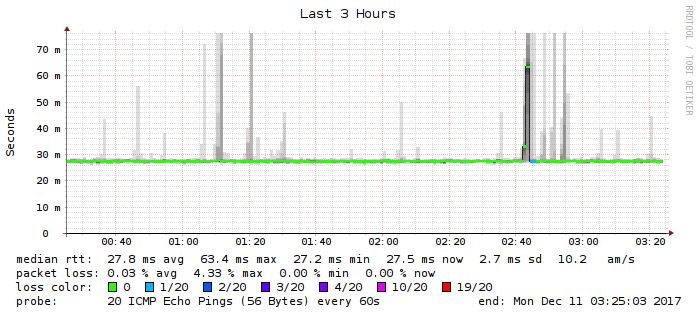 Last 3 Hours
RRDTOOL / TOBI OETIKER
Seconds
70 m
60 m
50 m
40 m
30 m
20 m
10 m
0
00:40 01:00 01:20 01:40 02:00 02:20 02:40 03:00 03:20
median rtt: 27.8 ms avg 63.4 ms max 27.2 ms min 27.5 ms now 2.7 ms sd 10.2 am/s
packet loss: 0.03 % avg 4.33 % max 0.00 % min 0.00 % now
loss color: 0 1/20 2/20 3/20 4/20 10/20 19/20
probe: 20 ICMP Echo Pings (56 Bytes) every 60s end: Mon Dec 11 03:25:03 2017